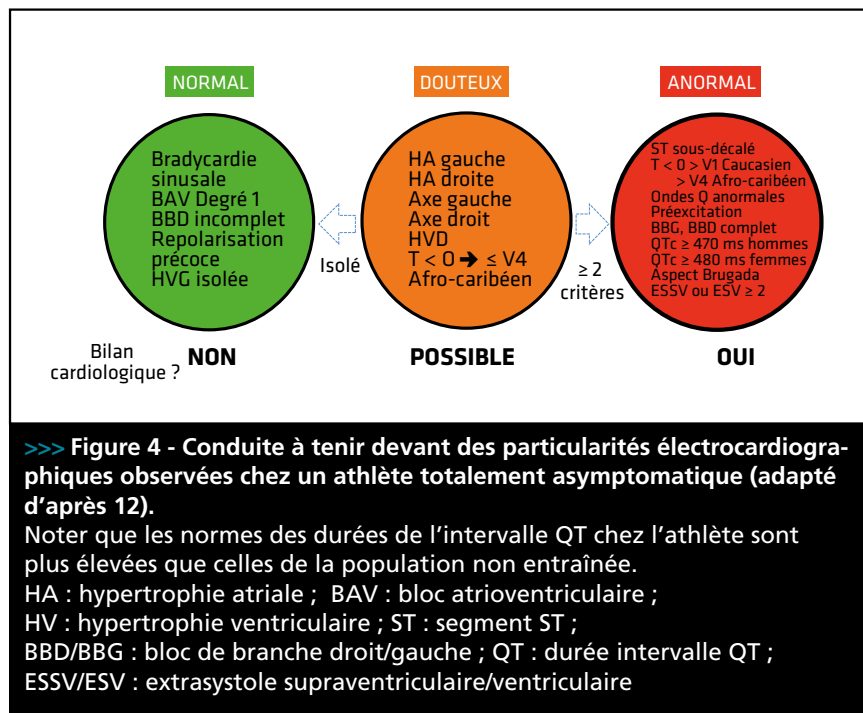 NORMAL
DOUTEUX
ANORMAL
Bradycardie
sinusale
BAV Degré 1
BBD incomplet
Repolarisation
précoce
HVG isolée
Isolé
HA gauche
HA droite
Axe gauche
Axe droit
HVD
T < 0 → ≤ V4
Afro-caribéen
≥ 2
critères
ST sous-décalé
T < 0 > V1 Caucasien
> V4 Afro-caribéen
Ondes Q anormales
Préexcitation
BBG, BBD complet
QTc ≥ 470 ms hommes
QTc ≥ 480 ms femmes
Aspect Brugada
ESSV ou ESV ≥ 2
Bilan
cardiologique ?
NON
POSSIBLE
OUI
>>> Figure 4 - Conduite à tenir devant des particularités électrocardiogra-
phiques observées chez un athlète totalement asymptomatique (adapté
d'après 12).
Noter que les normes des durées de l'intervalle QT chez l'athlète sont
plus élevées que celles de la population non entraînée.
HA : hypertrophie atriale ; BAV : bloc atrioventriculaire ;
HV : hypertrophie ventriculaire ; ST : segment ST ;
BBD/BBG : bloc de branche droit/gauche ; QT : durée intervalle QT ;
ESSV/ESV : extrasystole supraventriculaire/ventriculaire